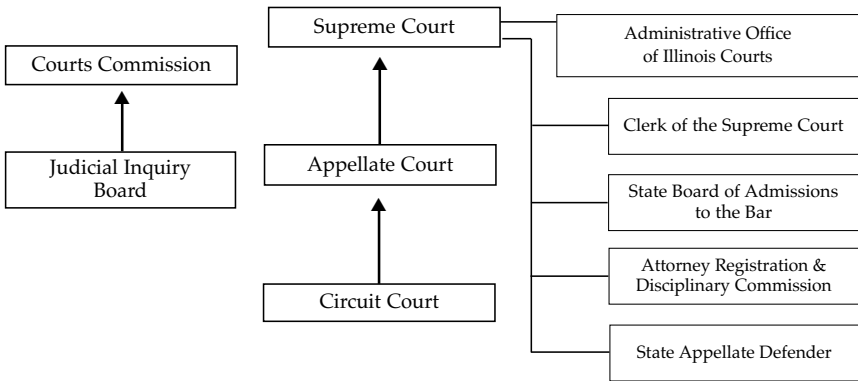 Supreme Court
Administrative Office
of Illinois Courts
Courts Commission
Clerk of the Supreme Court
Judicial Inquiry
Board
Appellate Court
State Board of Admissions
to the Bar
Attorney Registration &
Disciplinary Commission
Circuit Court
State Appellate Defender